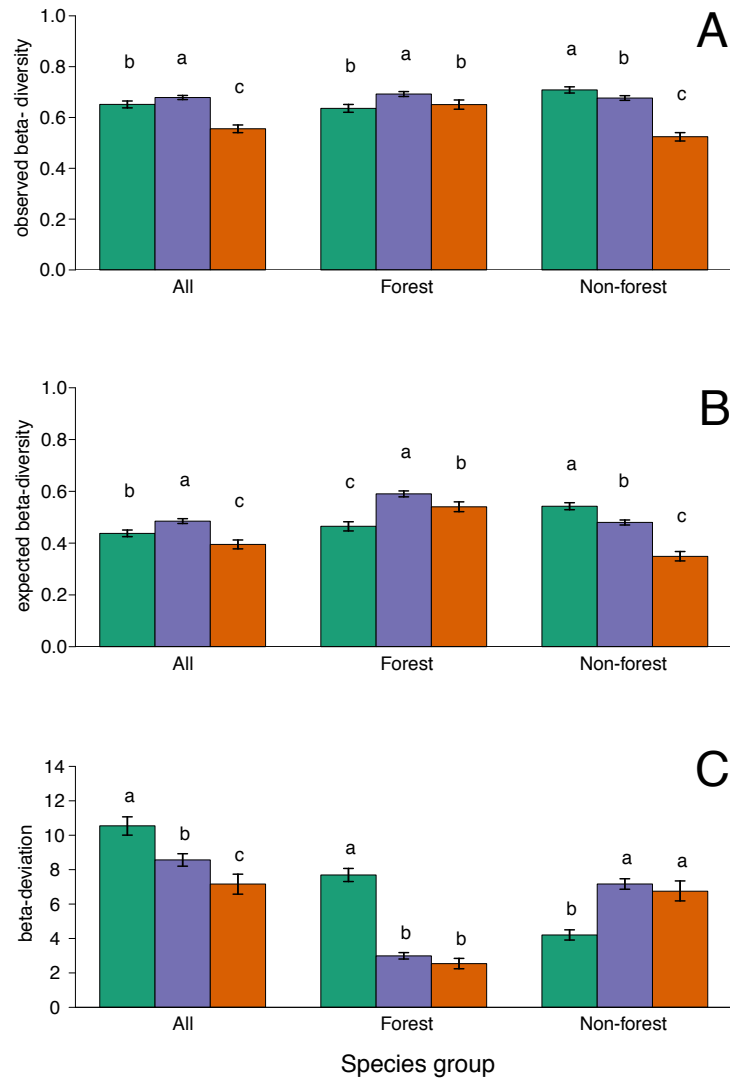 A
observed beta- diversity
1.0
0.8
0.6
0.4
0.2
0.0
b a c
b a b
a b c
All Forest Non-forest
B
expected beta-diversity
1.0
0.8
0.6
0.4
0.2
0.0
b a c
c a b
a b c
All Forest Non-forest
C
beta-deviation
14
12
10
8
6
4
2
0
a b c
a b b
b a a
All Forest Non-forest
Species group